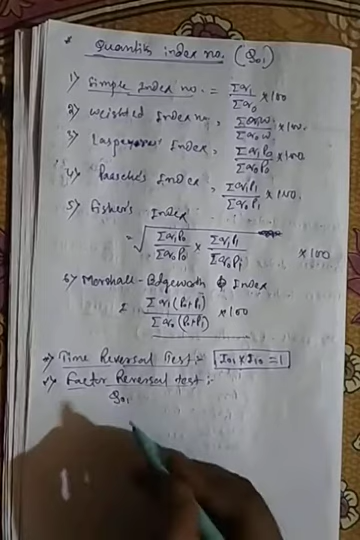 * Quantity index no. (Q₀₁)
1) Simple Index no. = Σq₁ / Σq₀ × 100
2) Weighted Index no, = Σq₁w / Σq₀w × 100.
3) Laspeyres' Index, = Σq₁P₀ / Σq₀P₀ × 100
4) Paasche's Index, = Σq₁P₁ / Σq₀P₁ × 100.
5) Fisher's Index
= √ Σq₁P₀ / Σq₀P₀ × Σq₁P₁ / Σq₀P₁ × 100
6) Marshall-Edgeworth Index
= Σq₁(P₀+P₁) / Σq₀(P₀+P₁) × 100
Time Reversal Test:- I₀₁ × I₁₀ = 1
Factor Reversal test:-
Q₀₁